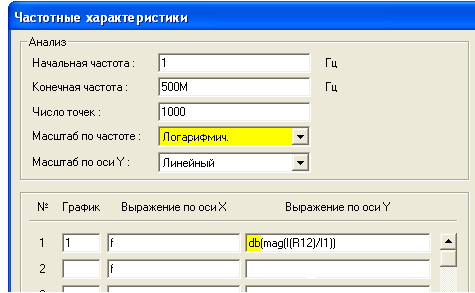 Частотные характеристики
Анализ
Начальная частота : 1 Гц
Конечная частота : 500M Гц
Число точек : 1000
Масштаб по частоте : Логарифмич.
Масштаб по оси Y : Линейный
№ График Выражение по оси X Выражение по оси Y
1 1 f db(mag(I(R12)/I1))
2 f